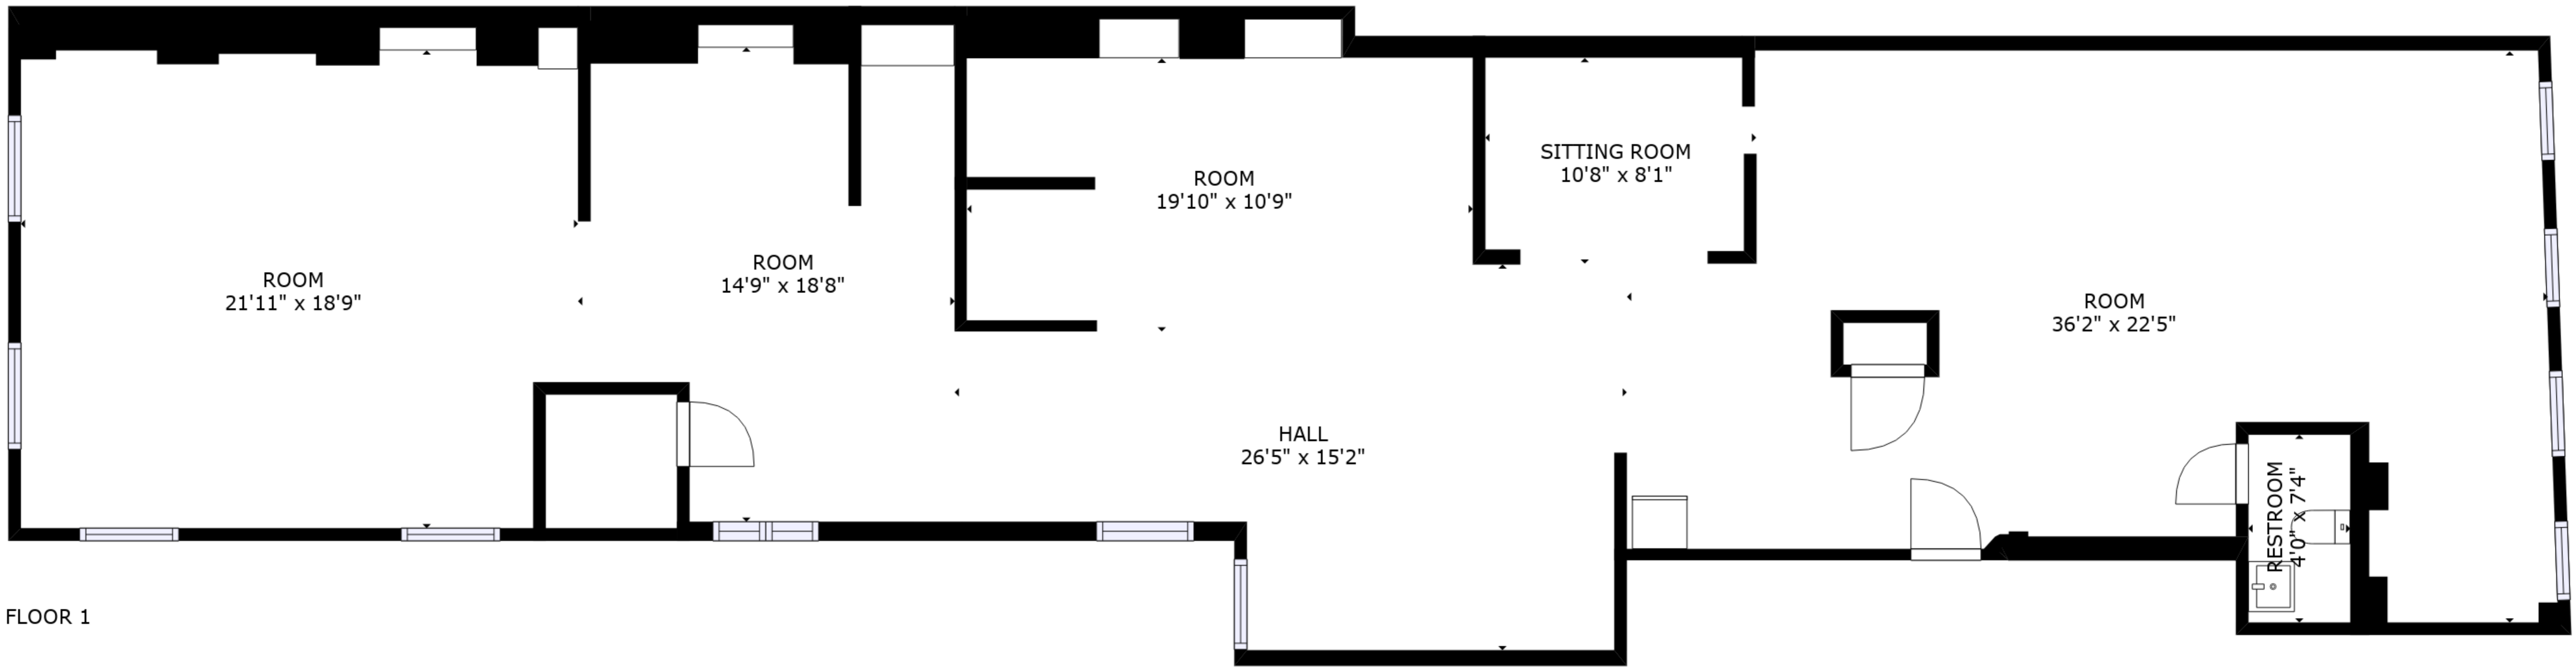 ROOM
21'11" x 18'9"
ROOM
14'9" x 18'8"
ROOM
19'10" x 10'9"
SITTING ROOM
10'8" x 8'1"
HALL
26'5" x 15'2"
ROOM
36'2" x 22'5"
RESTROOM
4'0" x 7'4"
FLOOR 1